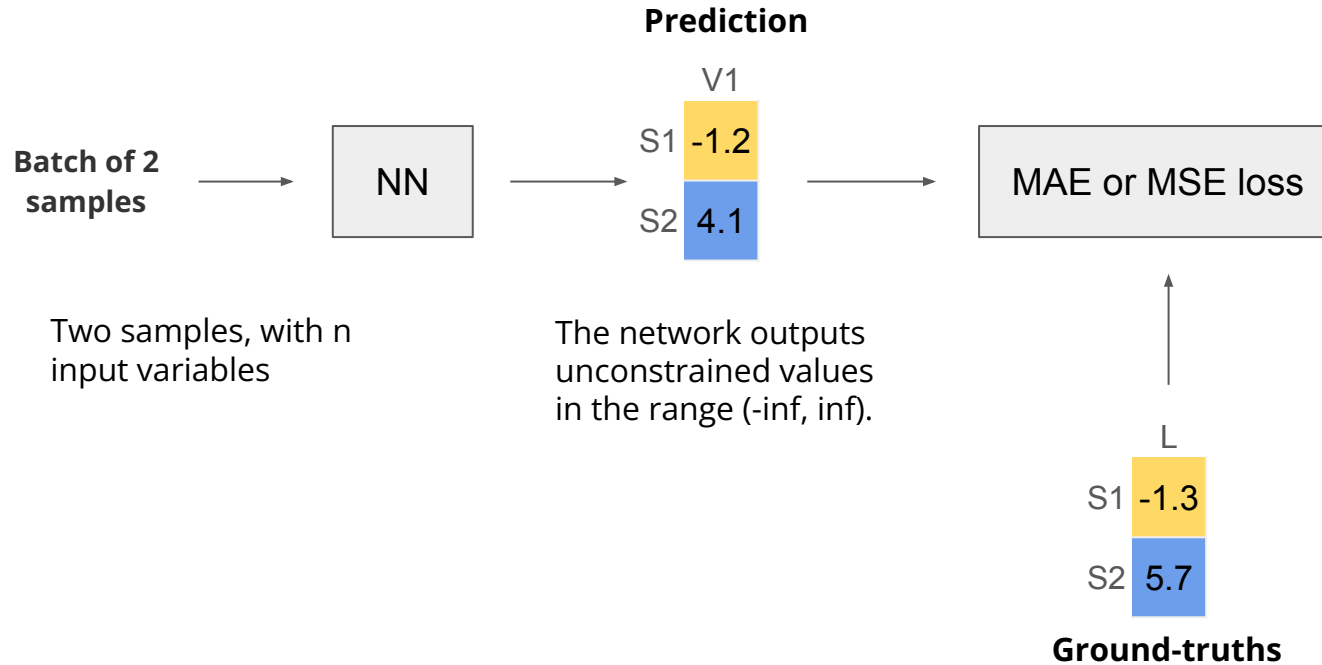 Prediction
V1
S1 -1.2
S2 4.1
Batch of 2
samples
NN
MAE or MSE loss
Two samples, with n
input variables
The network outputs
unconstrained values
in the range (-inf, inf).
L
S1 -1.3
S2 5.7
Ground-truths